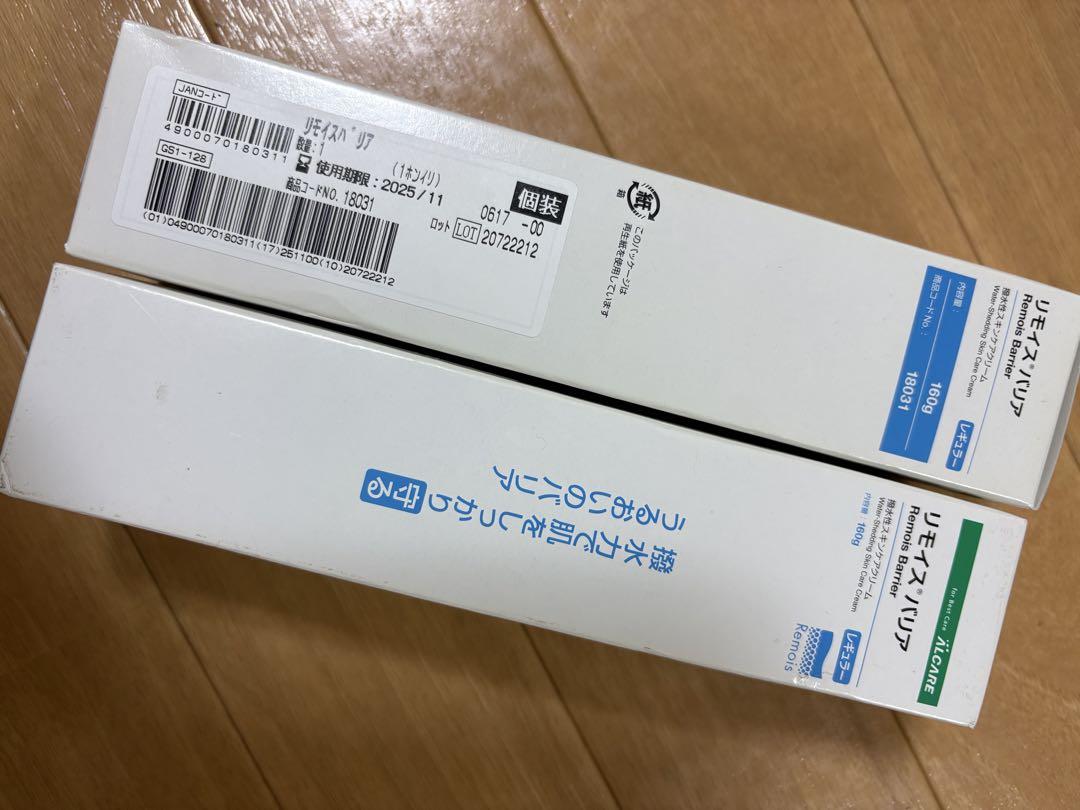 JANコード
4900070180311
リモイスバリア
数量:1
(1ホンイリ)
使用期限:2025/11
商品コードNO. 18031
GS1-128
個装
0617 -00
ロット LOT 20722212
(01)04900070180311(17)251100(10)20722212
紙
箱
このパッケージは
再生紙を使用しています
リモイス®バリア
Remois Barrier
撥水性スキンケアクリーム
Water-Shedding Skin Care Cream
レギュラー
内容量: 160g
商品コードNo.: 18031
撥水力で肌をしっかり守る
うるおいのバリア
for Best Care ALCARE
リモイス®バリア
Remois Barrier
撥水性スキンケアクリーム
Water-Shedding Skin Care Cream
内容量:160g
レギュラー
Remois